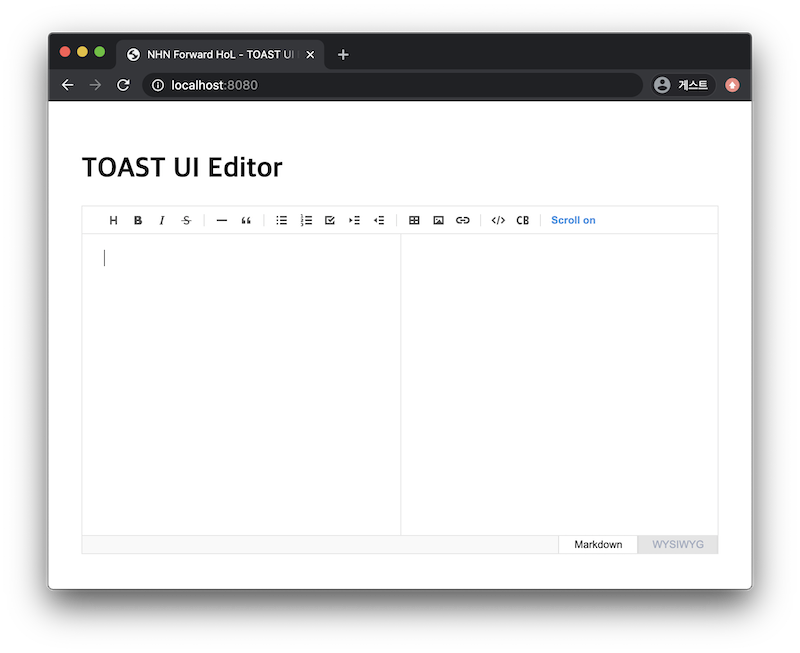 NHN Forward HoL - TOAST UI
localhost:8080
게스트
TOAST UI Editor
H B I S </> CB Scroll on
Markdown WYSIWYG